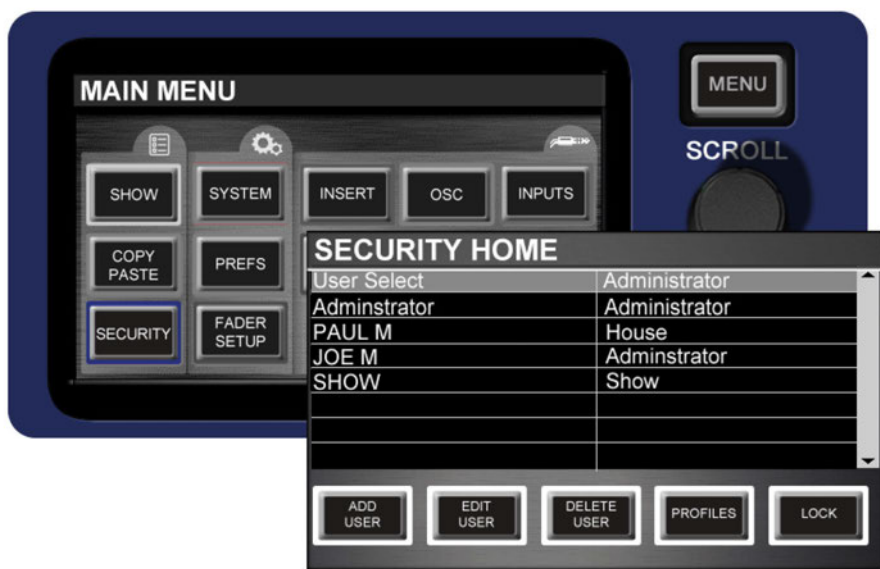 MAIN MENU
MENU
SCROLL
SHOW
SYSTEM
INSERT
OSC
INPUTS
COPY
PASTE
PREFS
SECURITY
FADER
SETUP
SECURITY HOME
User Select Administrator
Adminstrator Administrator
PAUL M House
JOE M Adminstrator
SHOW Show
ADD
USER
EDIT
USER
DELETE
USER
PROFILES
LOCK